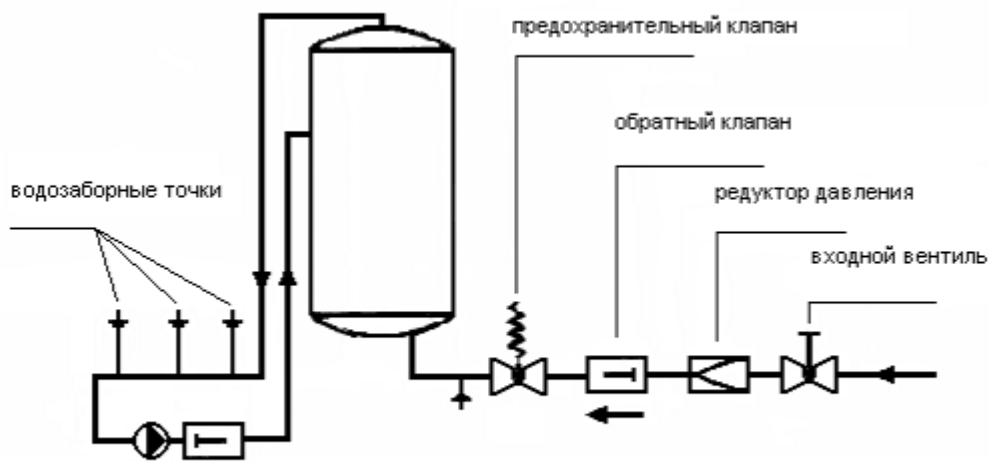 предохранительный клапан
обратный клапан
водозаборные точки
редуктор давления
входной вентиль